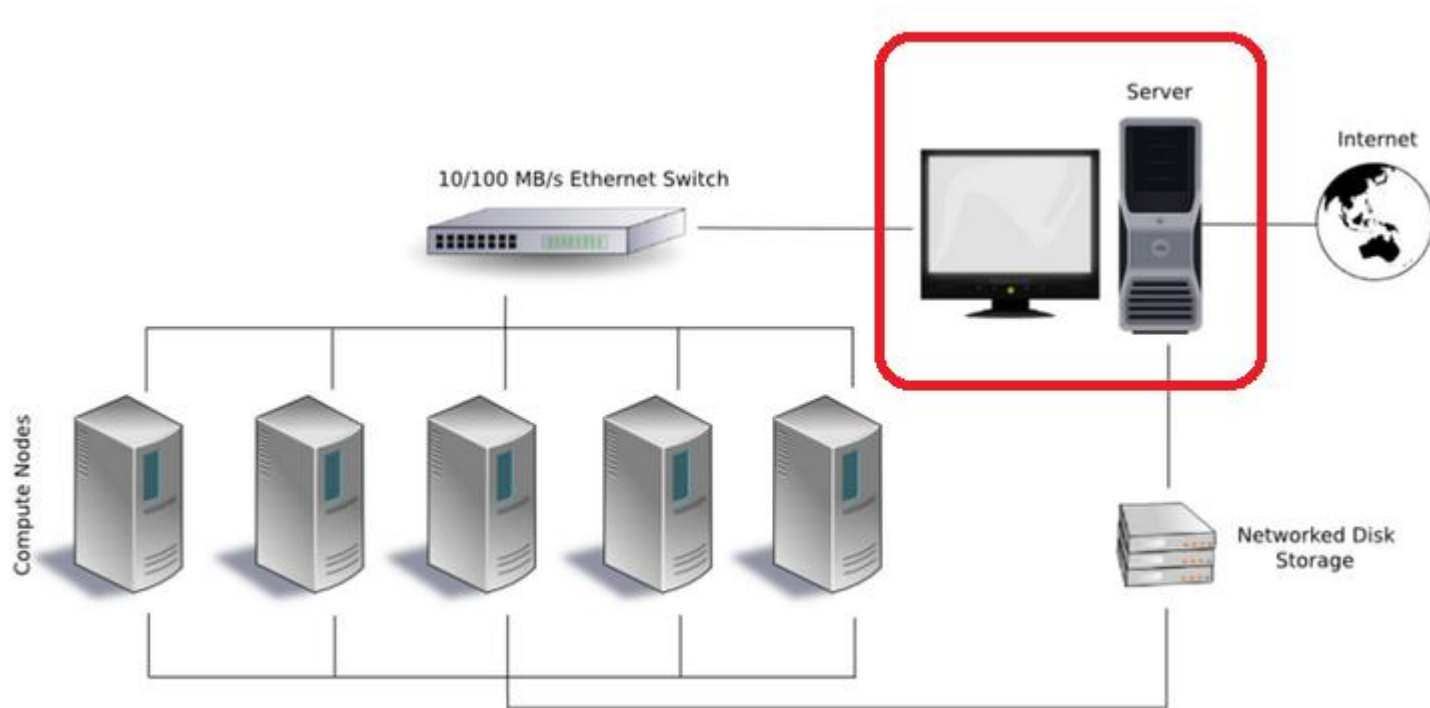 Server
Internet
10/100 MB/s Ethernet Switch
Compute Nodes
Networked Disk
Storage